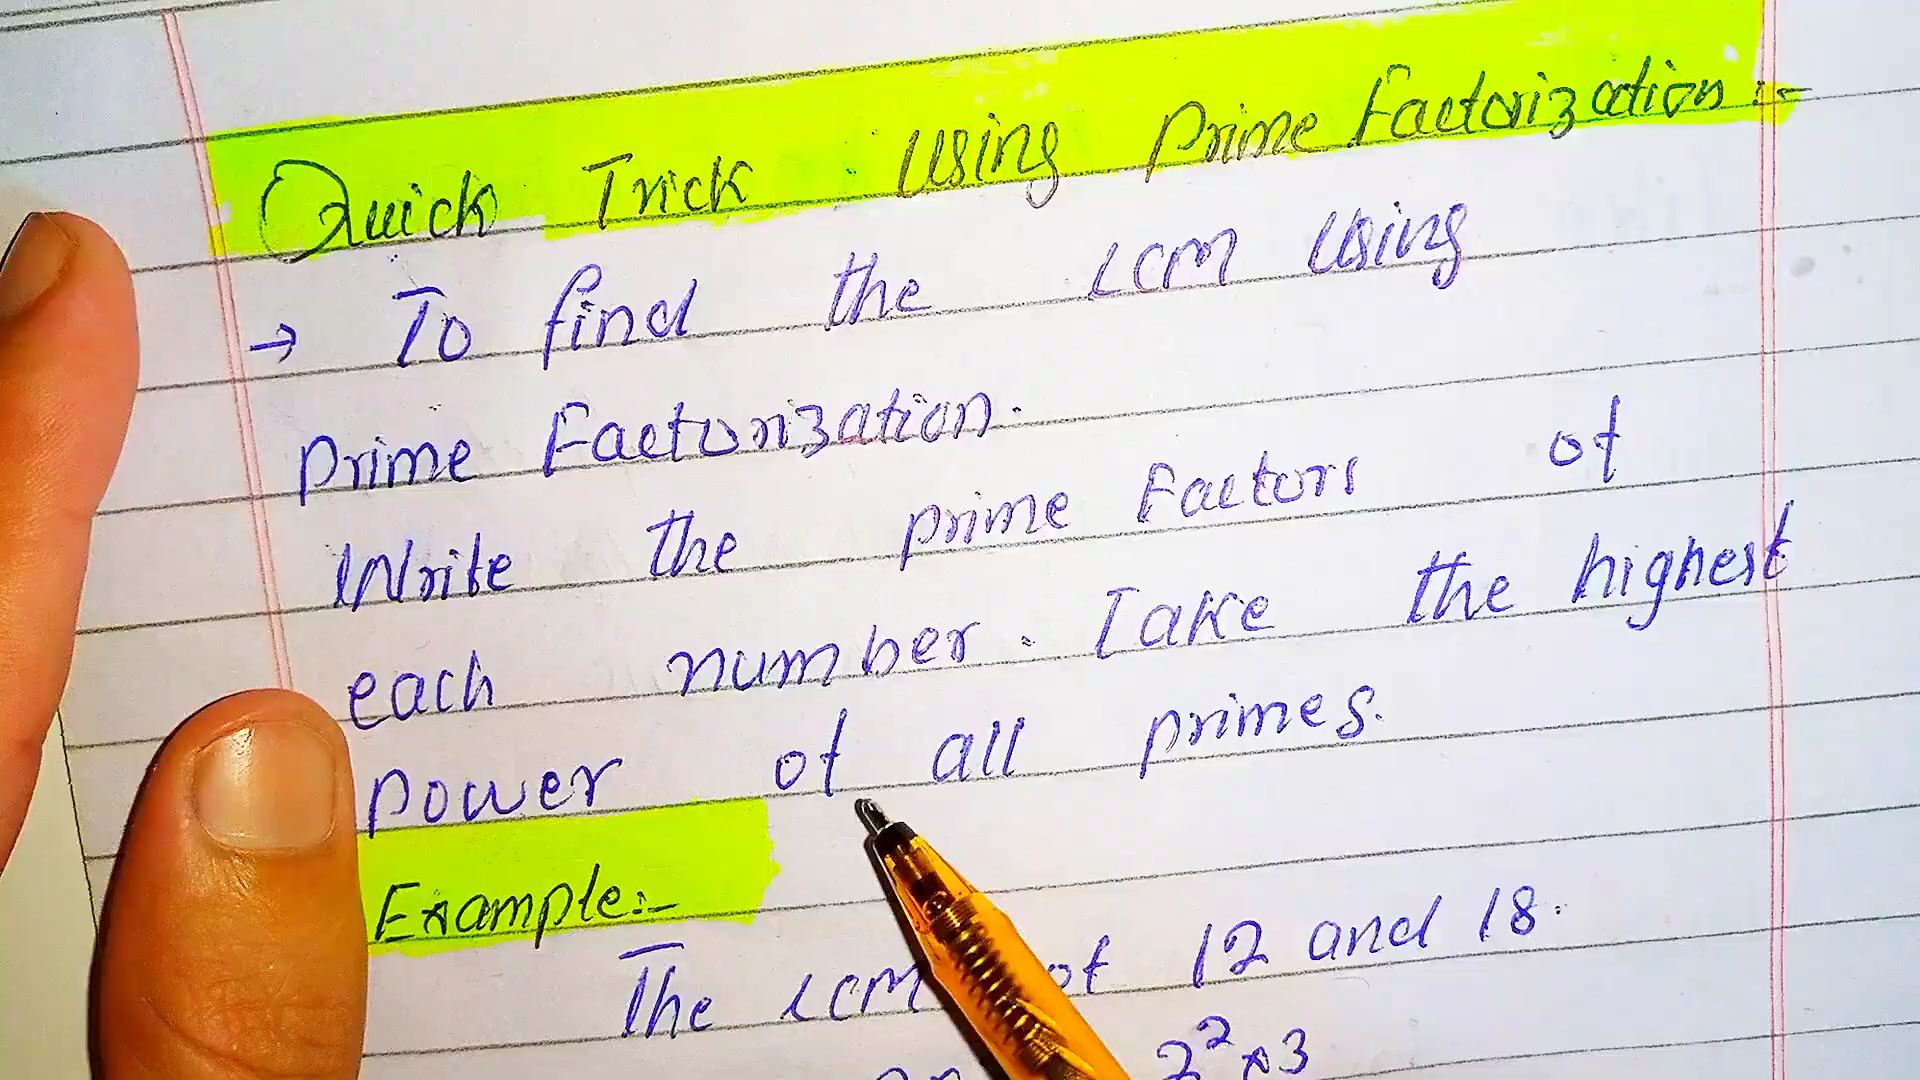 Quick Trick Using Prime Factorization :-
→ To find the LCM Using
Prime Factorization.
Write the prime Factors of
each number. Take the highest
power of all primes.
Example:-
The LCM of 12 and 18.
2² × 3